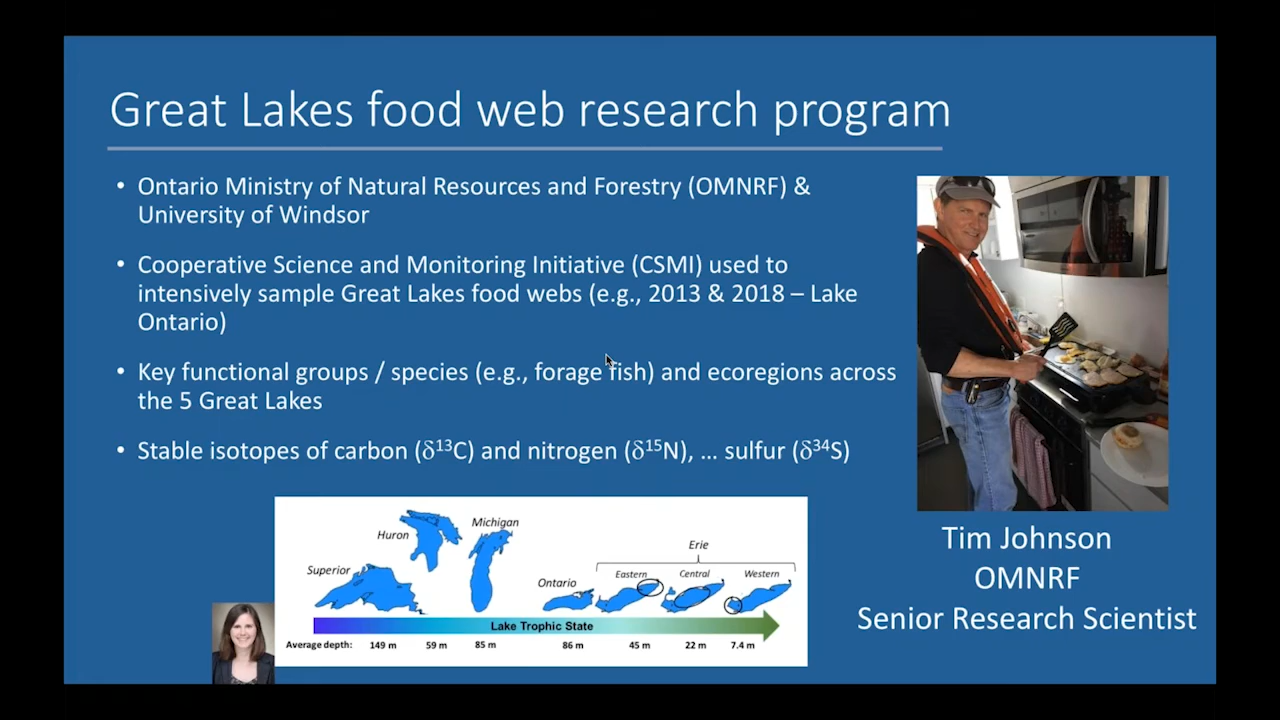 Great Lakes food web research program
• Ontario Ministry of Natural Resources and Forestry (OMNRF) &
University of Windsor
• Cooperative Science and Monitoring Initiative (CSMI) used to
intensively sample Great Lakes food webs (e.g., 2013 & 2018 – Lake
Ontario)
• Key functional groups / species (e.g., forage fish) and ecoregions across
the 5 Great Lakes
• Stable isotopes of carbon (δ¹³C) and nitrogen (δ¹⁵N), … sulfur (δ³⁴S)
Superior
Huron
Michigan
Ontario
Erie
Eastern Central Western
Lake Trophic State
Average depth: 149 m 59 m 85 m 86 m 45 m 22 m 7.4 m
Tim Johnson
OMNRF
Senior Research Scientist